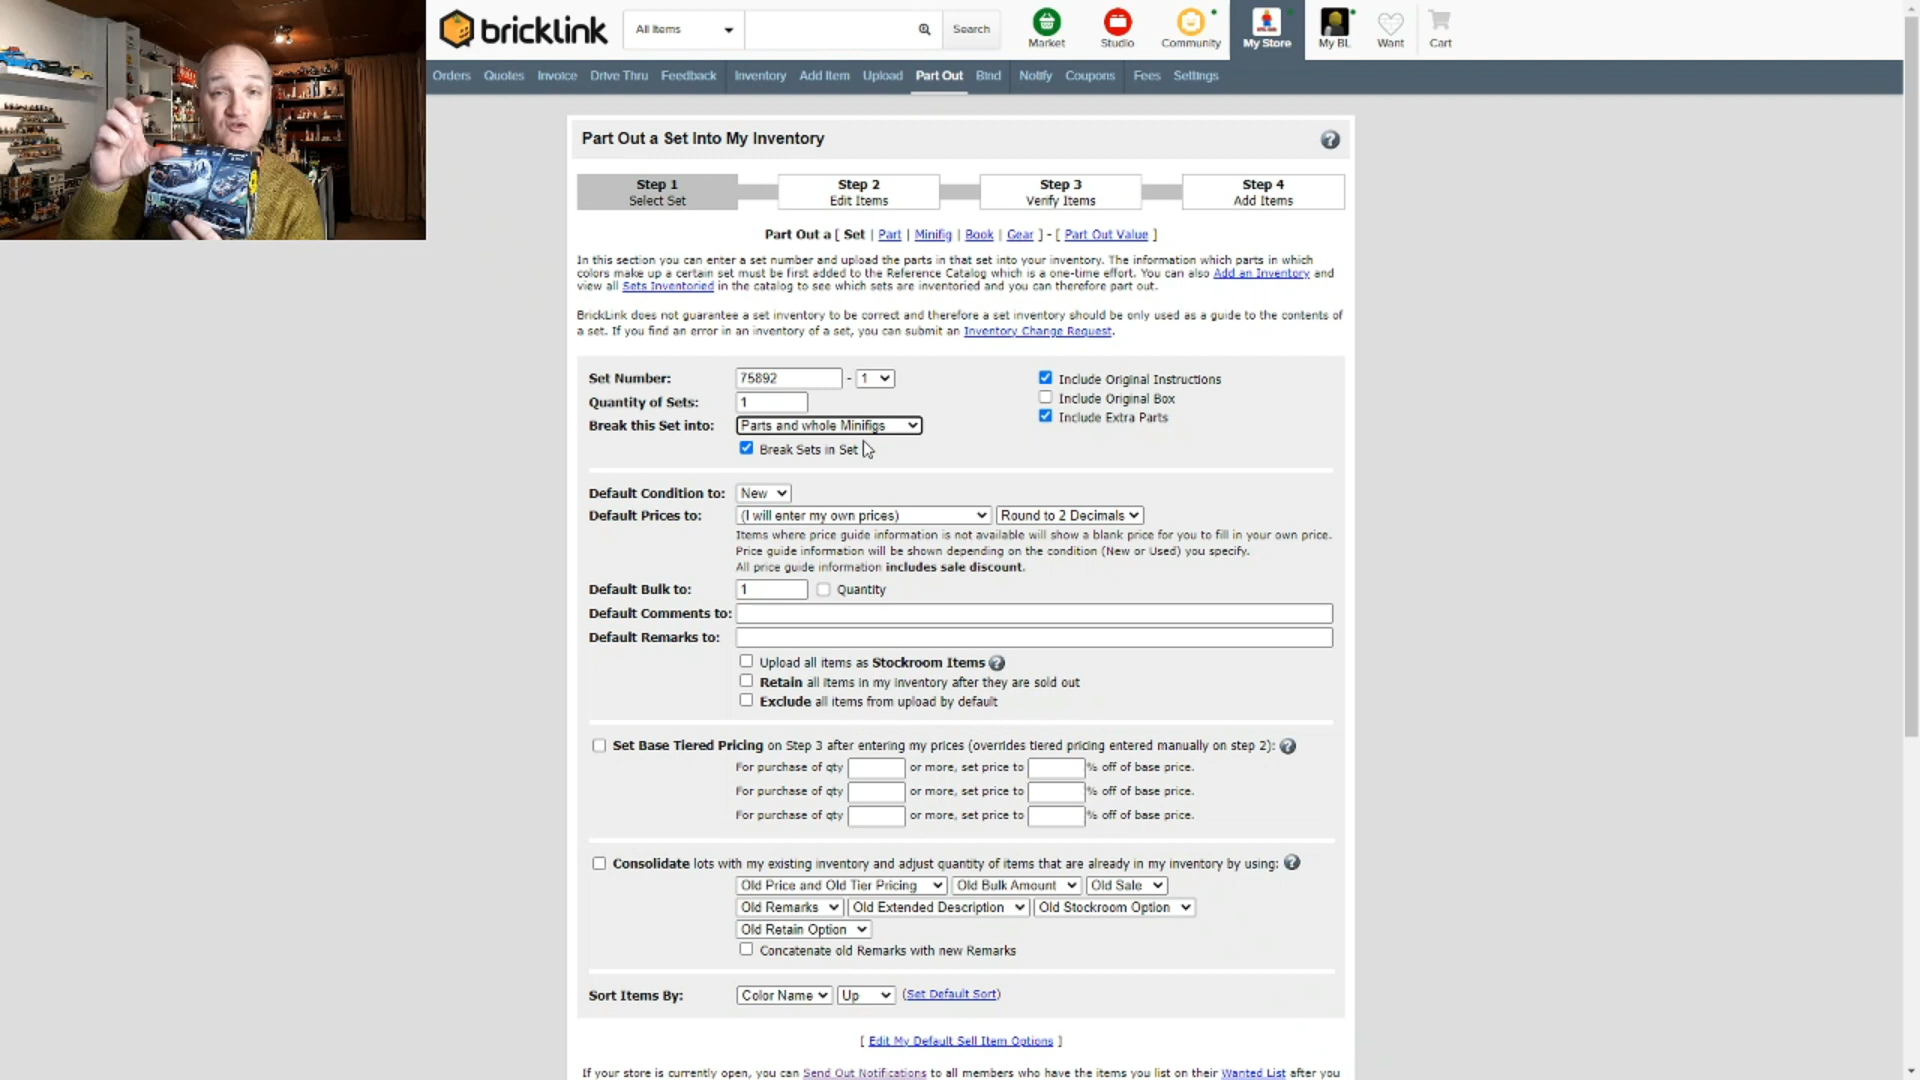 bricklink
All Items
Search
Market
Studio
Community
My Store
My BL
Want
Cart
Orders Quotes Invoice Drive Thru Feedback Inventory Add Item Upload Part Out Bind Notify Coupons Fees Settings
Part Out a Set Into My Inventory
Step 1
Select Set
Step 2
Edit Items
Step 3
Verify Items
Step 4
Add Items
Part Out a [ Set | Part | Minifig | Book | Gear ] - [ Part Out Value ]
In this section you can enter a set number and upload the parts in that set into your inventory. The information which parts in which
colors make up a certain set must be first added to the Reference Catalog which is a one-time effort. You can also Add an Inventory and
view all Sets Inventoried in the catalog to see which sets are inventoried and you can therefore part out.
BrickLink does not guarantee a set inventory to be correct and therefore a set inventory should be only used as a guide to the contents of
a set. If you find an error in an inventory of a set, you can submit an Inventory Change Request.
Set Number: 75892 - 1
Include Original Instructions
Include Original Box
Include Extra Parts
Quantity of Sets: 1
Break this Set into: Parts and whole Minifigs
Break Sets in Set
Default Condition to: New
Default Prices to: (I will enter my own prices) Round to 2 Decimals
Items where price guide information is not available will show a blank price for you to fill in your own price.
Price guide information will be shown depending on the condition (New or Used) you specify.
All price guide information includes sale discount.
Default Bulk to: 1 Quantity
Default Comments to:
Default Remarks to:
Upload all items as Stockroom Items ?
Retain all items in my inventory after they are sold out
Exclude all items from upload by default
Set Base Tiered Pricing on Step 3 after entering my prices (overrides tiered pricing entered manually on step 2): ?
For purchase of qty or more, set price to % off of base price.
For purchase of qty or more, set price to % off of base price.
For purchase of qty or more, set price to % off of base price.
Consolidate lots with my existing inventory and adjust quantity of items that are already in my inventory by using: ?
Old Price and Old Tier Pricing Old Bulk Amount Old Sale
Old Remarks Old Extended Description Old Stockroom Option
Old Retain Option
Concatenate old Remarks with new Remarks
Sort Items By: Color Name Up (Set Default Sort)
[ Edit My Default Sell Item Options ]
If your store is currently open, you can Send Out Notifications to all members who have the items you list on their Wanted List after you